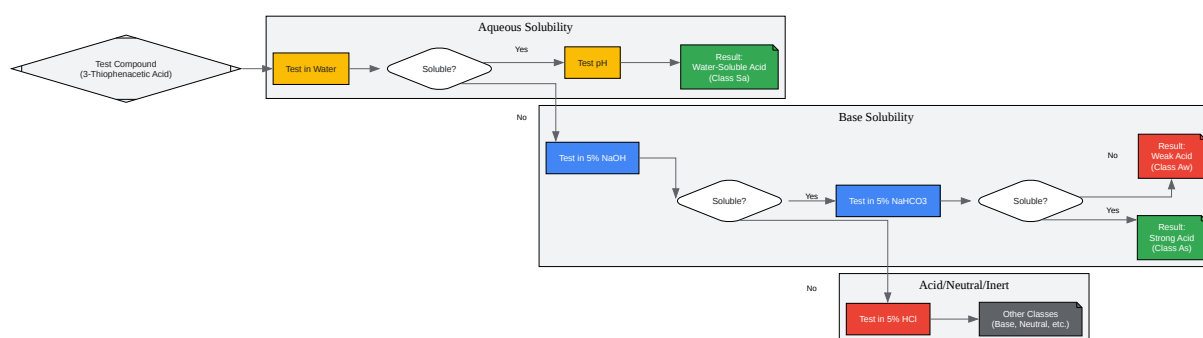 Aqueous Solubility
Test Compound
(3-Thiophenacetic Acid)
Test in Water
Soluble?
Yes
Test pH
Result:
Water-Soluble Acid
(Class Sa)
No
Base Solubility
Test in 5% NaOH
Soluble?
Yes
Test in 5% NaHCO3
Soluble?
No
Result:
Weak Acid
(Class Aw)
Yes
Result:
Strong Acid
(Class As)
No
Acid/Neutral/Inert
Test in 5% HCl
Other Classes
(Base, Neutral, etc.)